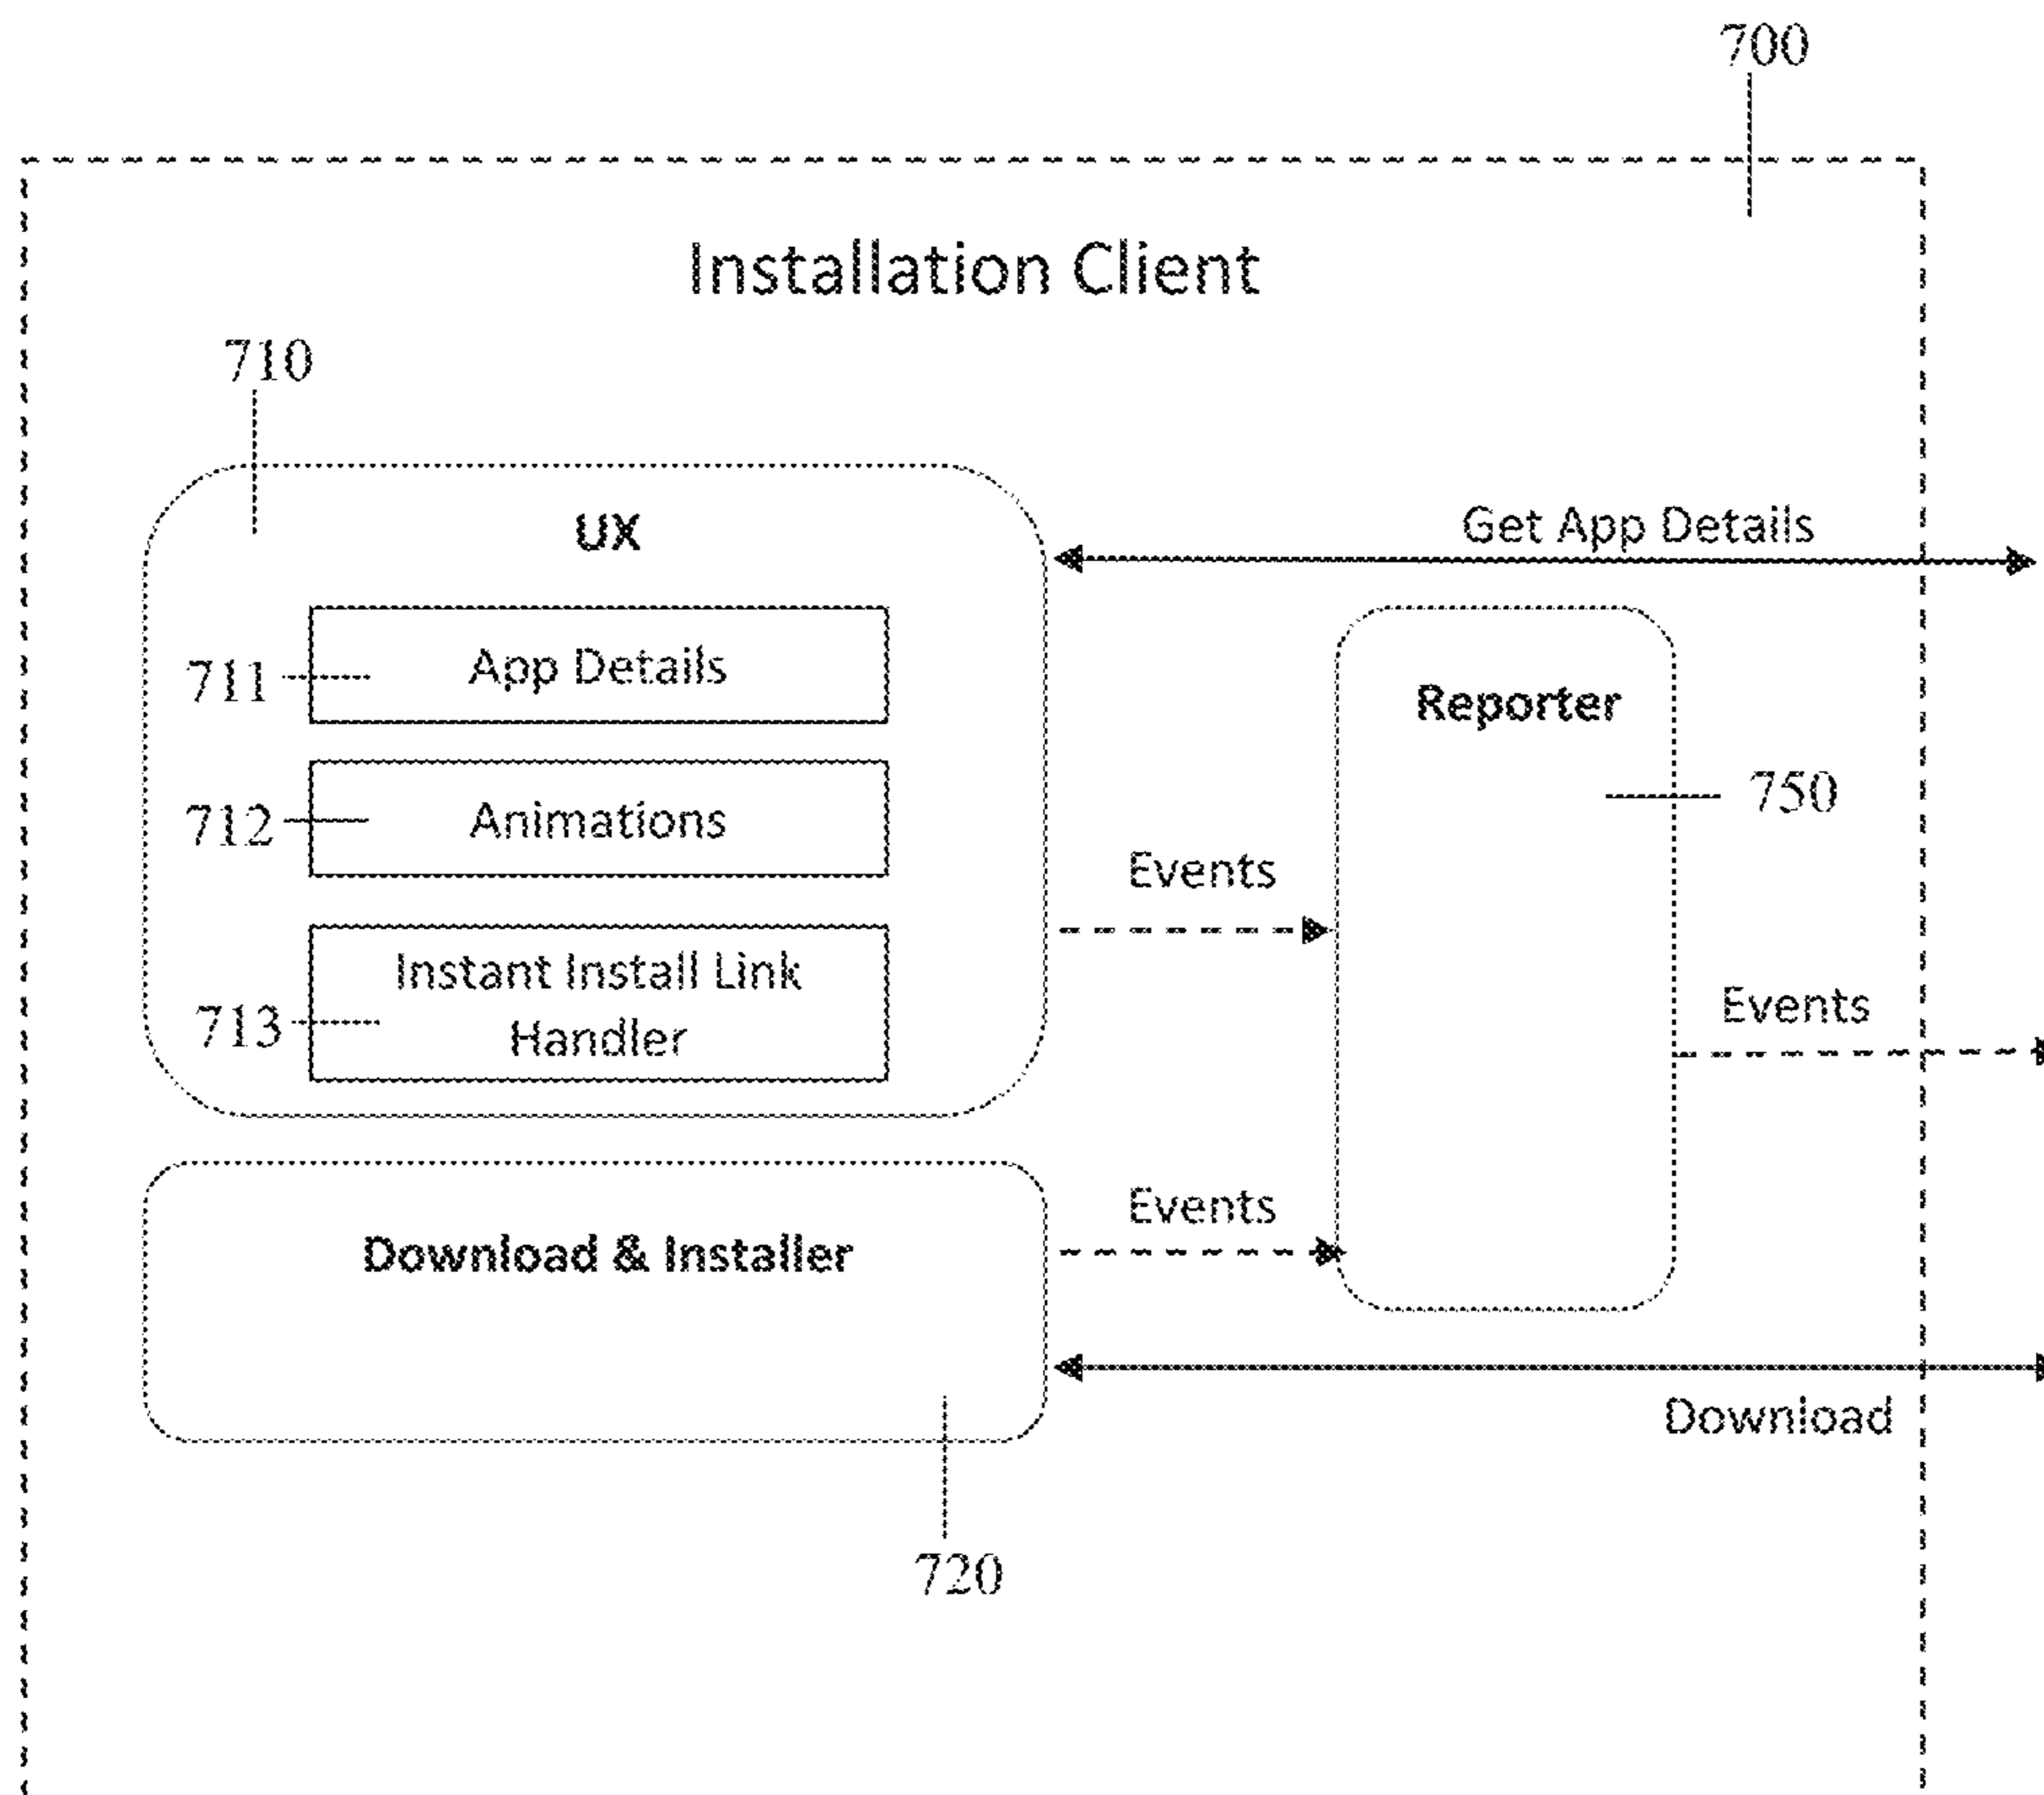 700
Installation Client
710
UX
Get App Details
711
App Details
Reporter
712
Animations
750
Events
713
Instant Install Link
Handler
Events
Events
Download & Installer
Download
720